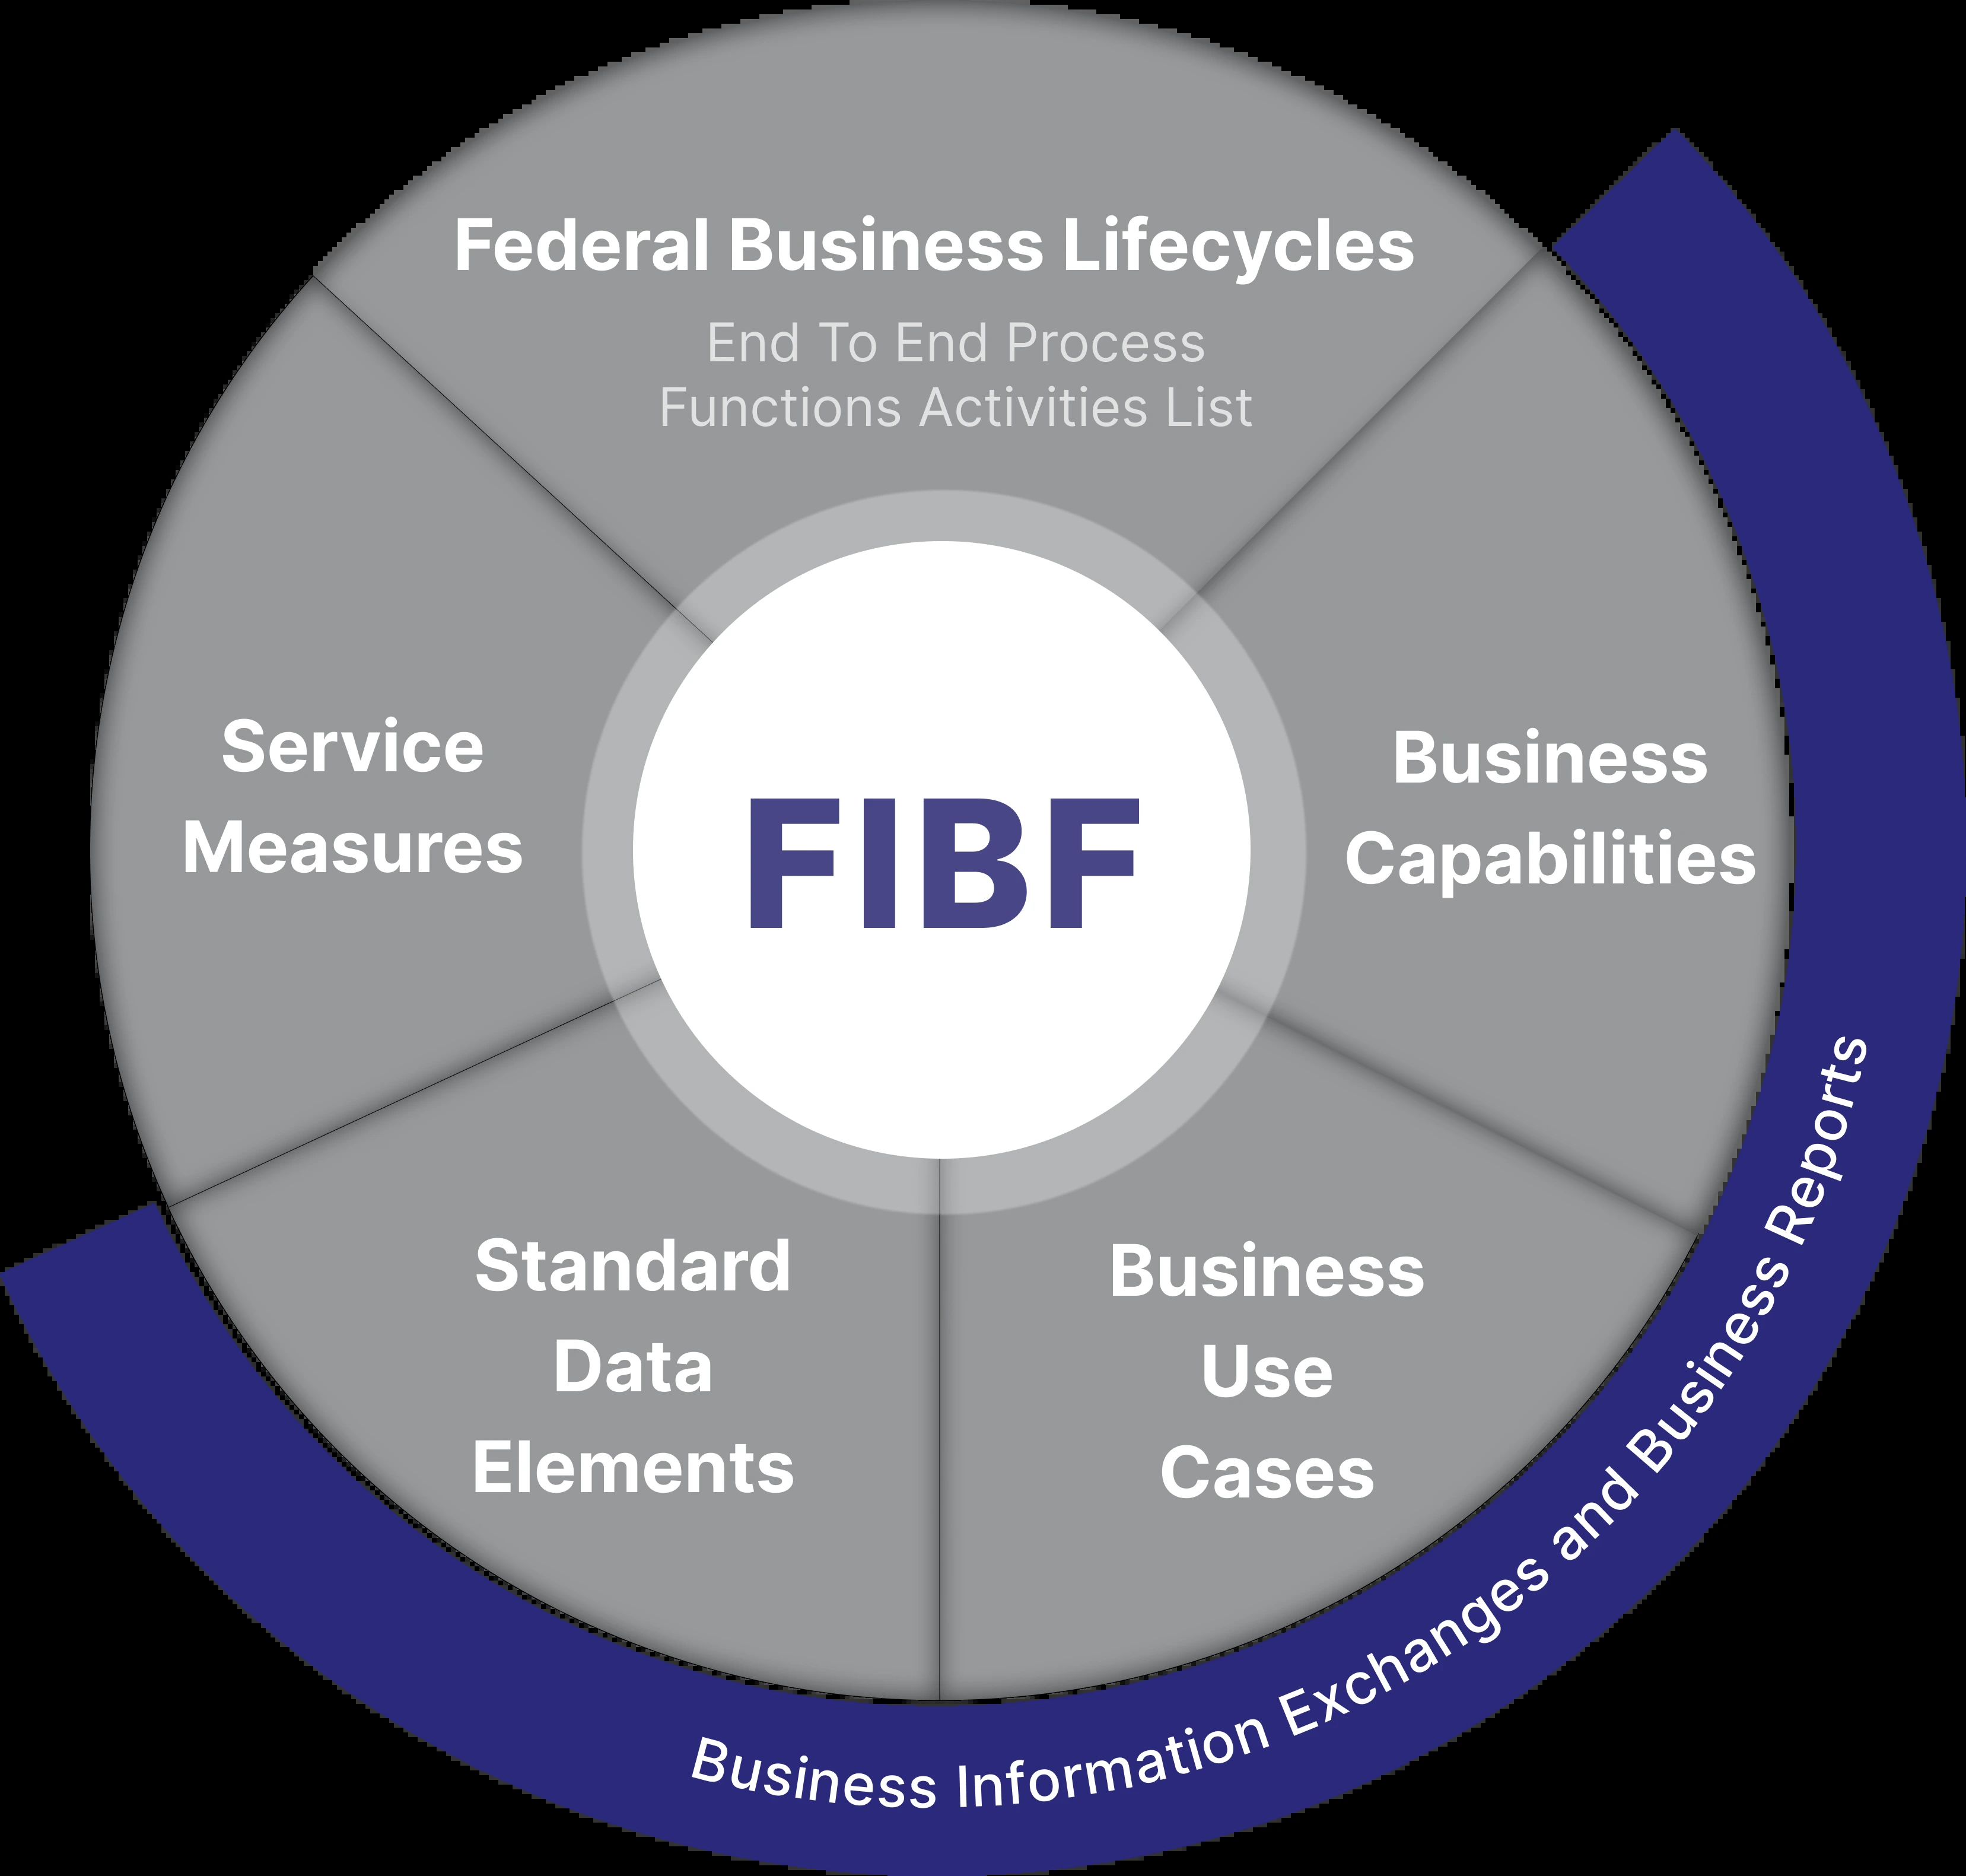 Federal Business Lifecycles
End To End Process
Functions Activities List
Service
Measures
FIBF
Business
Capabilities
Standard
Data
Elements
Business
Use
Cases
Business Information Exchanges and Business Reports